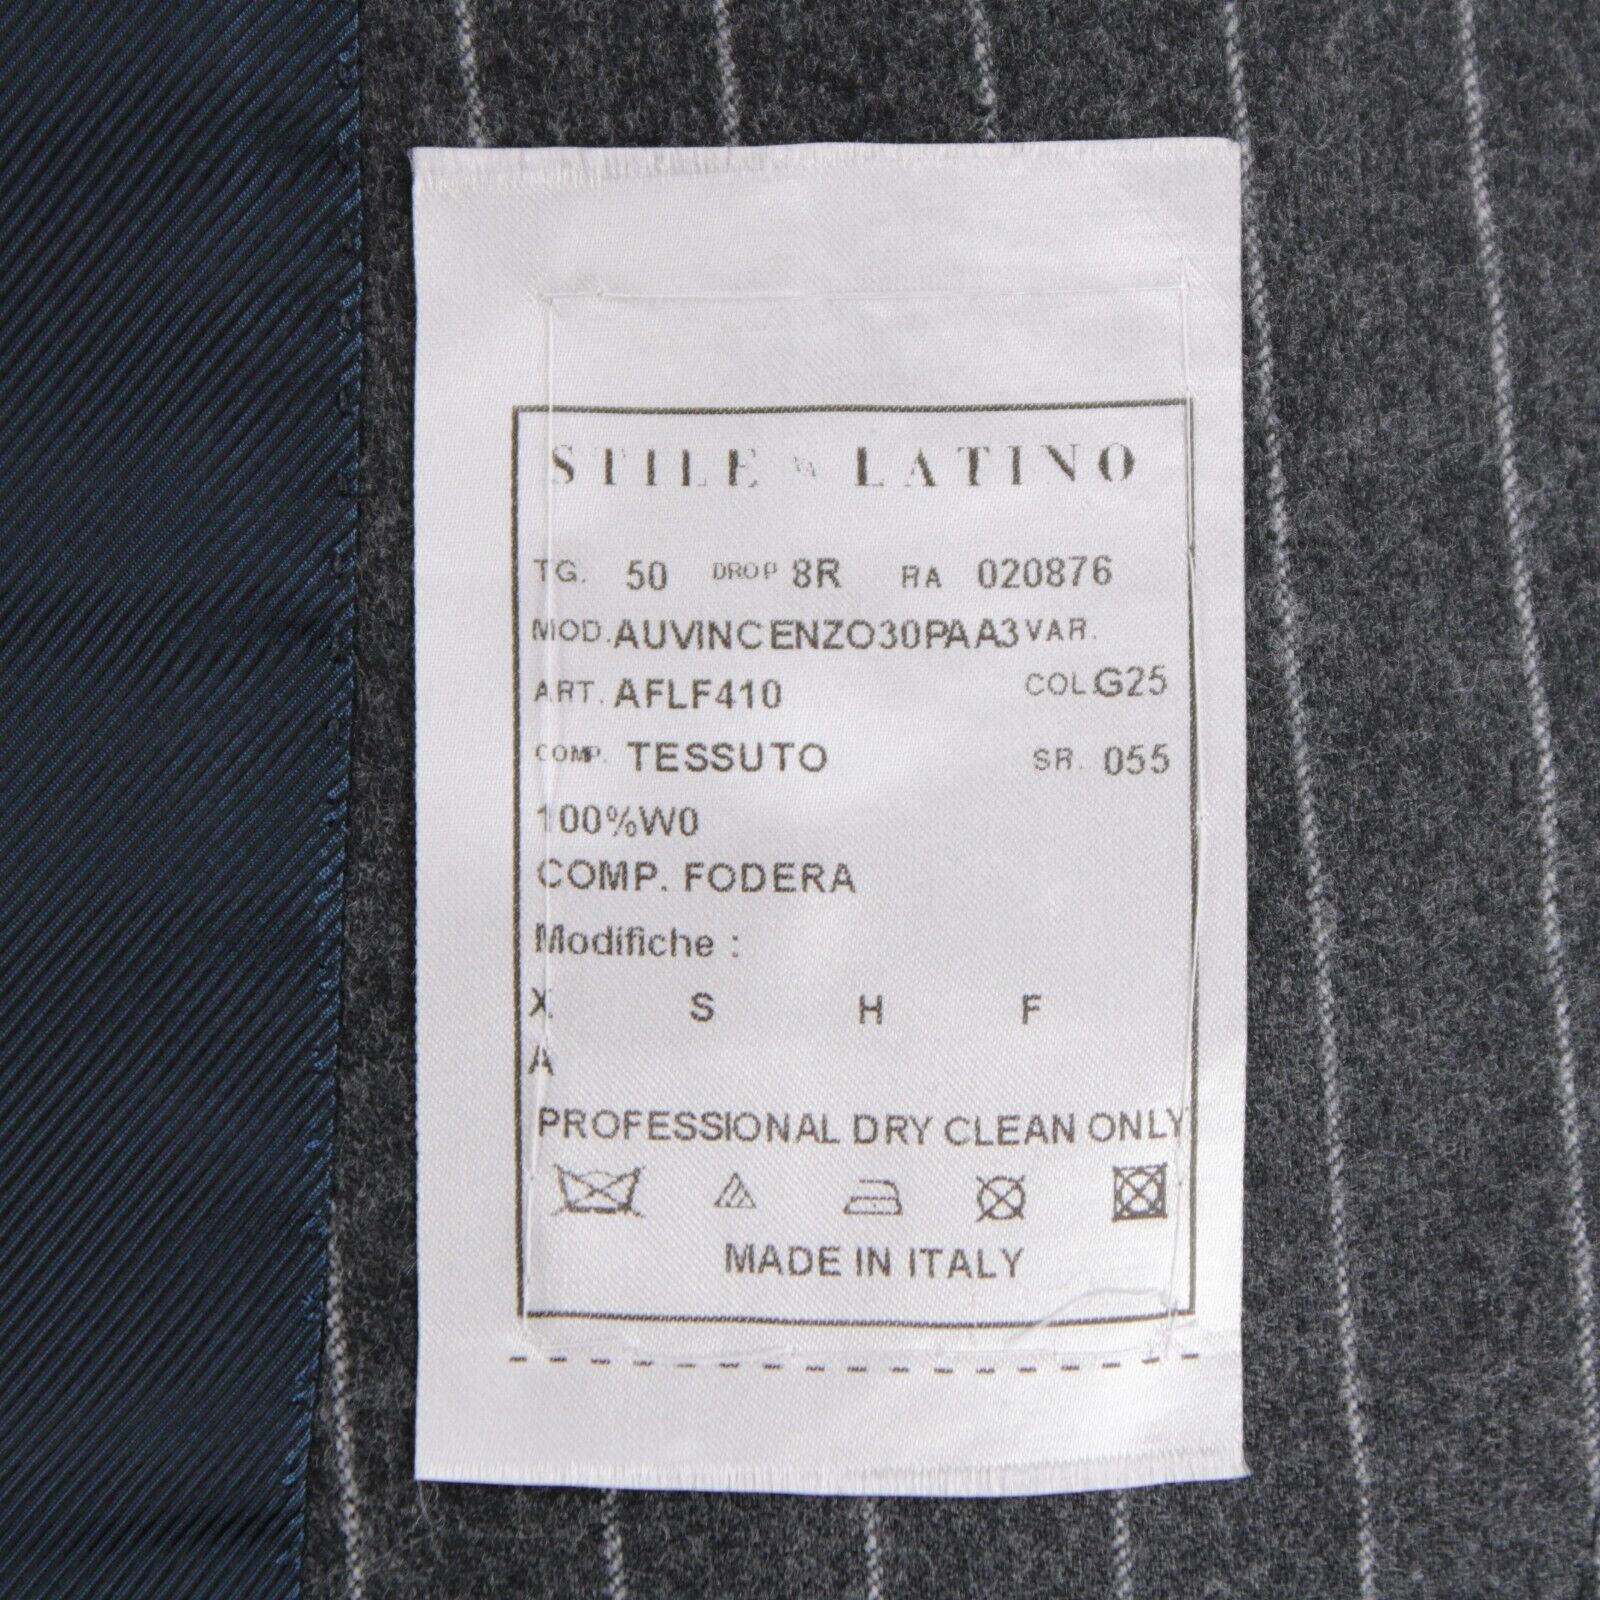 STILE LATINO
TG. 50 DROP 8R RA 020876
MOD. AUVINCENZO30PAA3 VAR.
ART. AFLF410 COL. G25
COMP. TESSUTO SR. 055
100%W0
COMP. FODERA
Modifiche :
X S H F
A
PROFESSIONAL DRY CLEAN ONLY
MADE IN ITALY